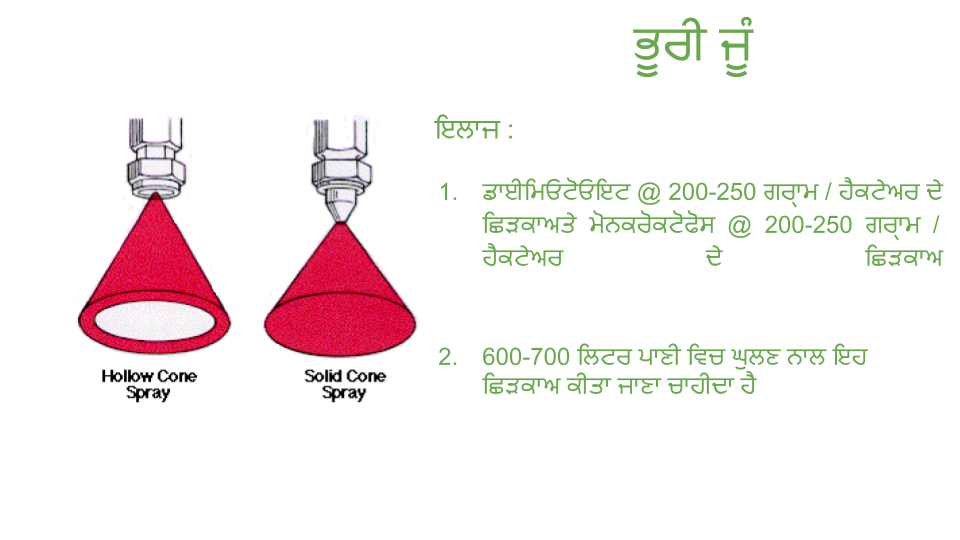 ਭੂਰੀ ਜੂੰ
ਇਲਾਜ :
1. ਡਾਈਮਿਓਟੋਓਇਟ @ 200-250 ਗਰ੍ਾਮ / ਹੈਕਟੇਅਰ ਦੇ
ਛਿੜਕਾਅਤੇ ਮੋਨਕਰੋਕਟੋਫੋਸ @ 200-250 ਗਰ੍ਾਮ /
ਹੈਕਟੇਅਰ ਦੇ ਛਿੜਕਾਅ
2. 600-700 ਲਿਟਰ ਪਾਣੀ ਵਿਚ ਘੁਲਣ ਨਾਲ ਇਹ
ਛਿੜਕਾਅ ਕੀਤਾ ਜਾਣਾ ਚਾਹੀਦਾ ਹੈ
Hollow Cone
Spray
Solid Cone
Spray